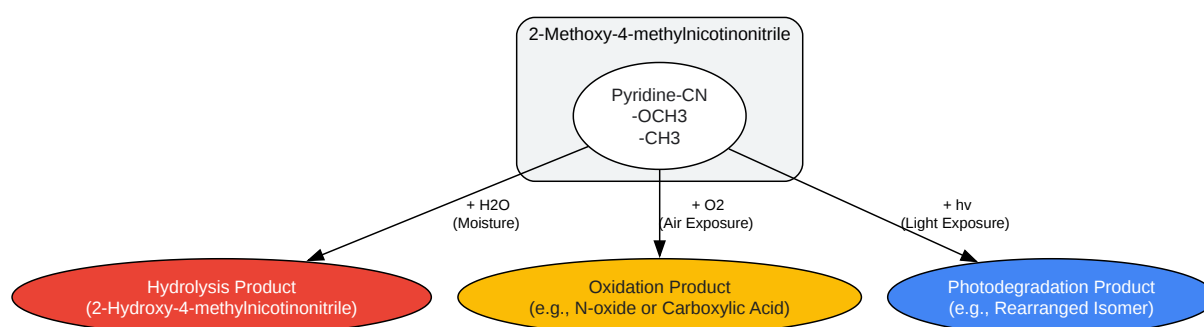 2-Methoxy-4-methylnicotinonitrile
Pyridine-CN
-OCH3
-CH3
+ H2O
(Moisture)
+ O2
(Air Exposure)
+ hv
(Light Exposure)
Hydrolysis Product
(2-Hydroxy-4-methylnicotinonitrile)
Oxidation Product
(e.g., N-oxide or Carboxylic Acid)
Photodegradation Product
(e.g., Rearranged Isomer)